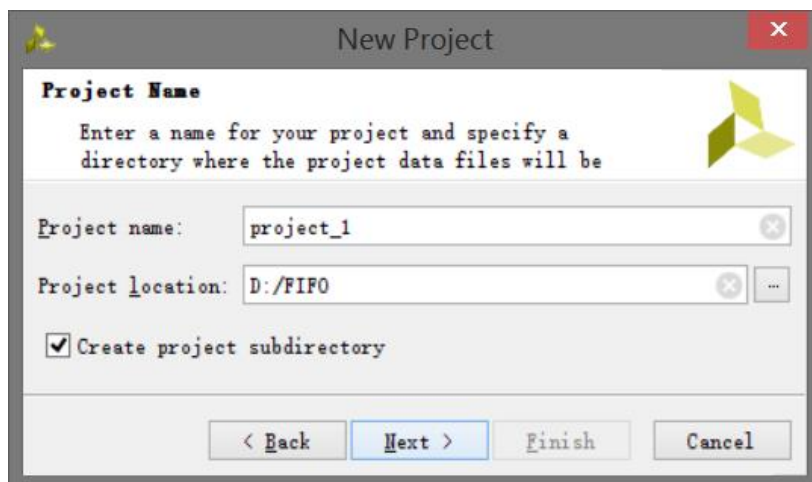 New Project
Project Name
Enter a name for your project and specify a
directory where the project data files will be
Project name: project_1
Project location: D:/FIFO ...
Create project subdirectory
< Back Next > Finish Cancel